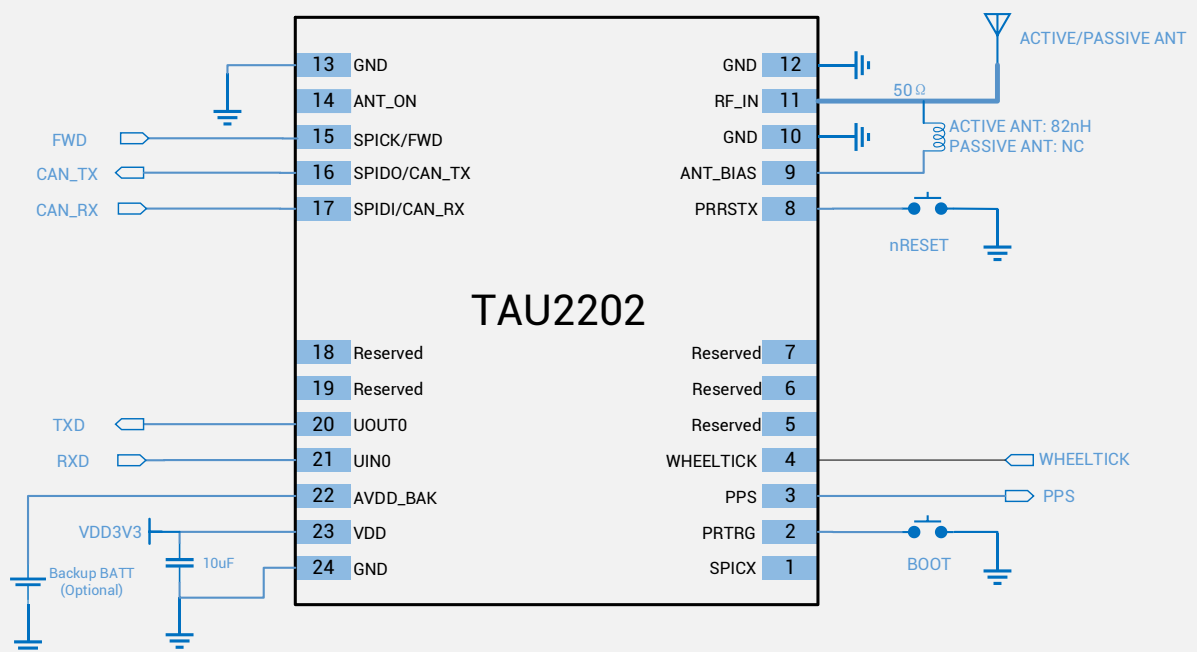 ACTIVE/PASSIVE ANT
13 GND
GND 12
14 ANT_ON
RF_IN 11
50Ω
FWD
15 SPICK/FWD
GND 10
ACTIVE ANT: 82nH
PASSIVE ANT: NC
CAN_TX
16 SPIDO/CAN_TX
ANT_BIAS 9
CAN_RX
17 SPIDI/CAN_RX
PRRSTX 8
nRESET
TAU2202
18 Reserved
Reserved 7
19 Reserved
Reserved 6
TXD
20 UOUT0
Reserved 5
RXD
21 UIN0
WHEELTICK 4
WHEELTICK
22 AVDD_BAK
PPS 3
PPS
VDD3V3
23 VDD
PRTRG 2
BOOT
10uF
24 GND
SPICX 1
Backup BATT
(Optional)